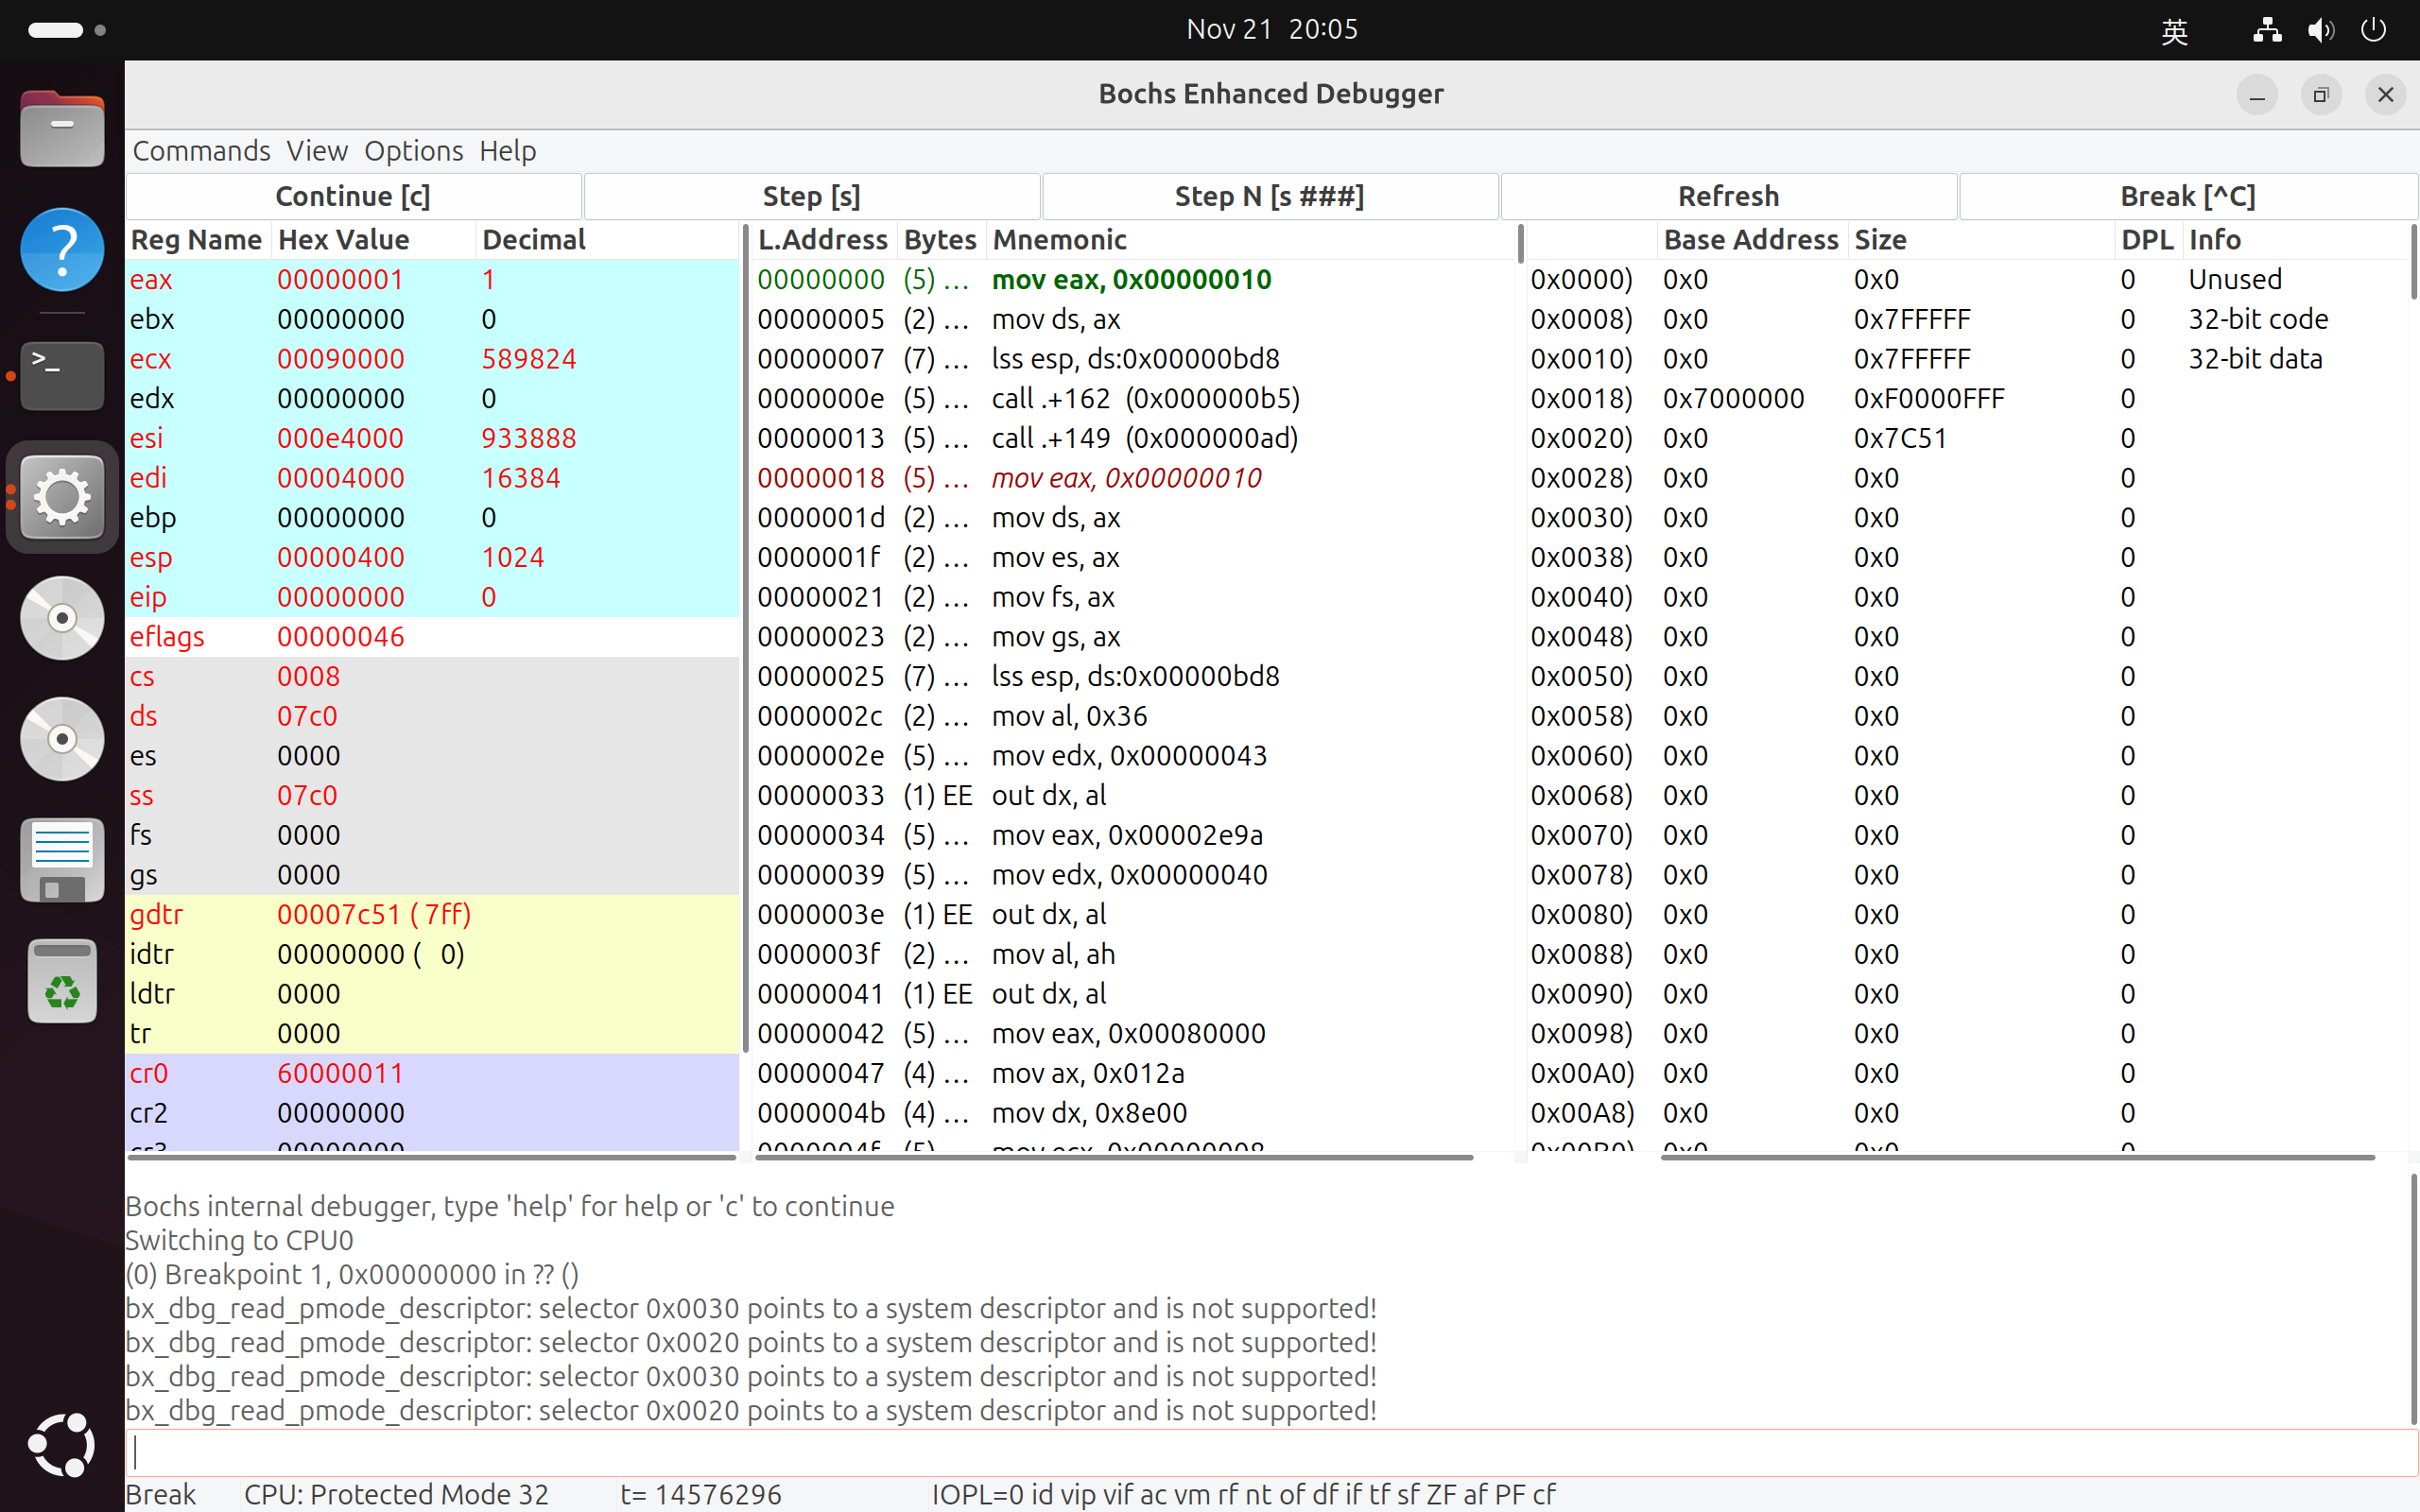 Nov 21 20:05
英
Bochs Enhanced Debugger
Commands View Options Help
Continue [c] Step [s] Step N [s ###] Refresh Break [^C]
Reg Name Hex Value Decimal L.Address Bytes Mnemonic Base Address Size DPL Info
eax 00000001 1 00000000 (5) ... mov eax, 0x00000010 0x0000) 0x0 0x0 0 Unused
ebx 00000000 0 00000005 (2) ... mov ds, ax 0x0008) 0x0 0x7FFFFF 0 32-bit code
ecx 00090000 589824 00000007 (7) ... lss esp, ds:0x00000bd8 0x0010) 0x0 0x7FFFFF 0 32-bit data
edx 00000000 0 0000000e (5) ... call .+162 (0x000000b5) 0x0018) 0x7000000 0xF0000FFF 0
esi 000e4000 933888 00000013 (5) ... call .+149 (0x000000ad) 0x0020) 0x0 0x7C51 0
edi 00004000 16384 00000018 (5) ... mov eax, 0x00000010 0x0028) 0x0 0x0 0
ebp 00000000 0 0000001d (2) ... mov ds, ax 0x0030) 0x0 0x0 0
esp 00000400 1024 0000001f (2) ... mov es, ax 0x0038) 0x0 0x0 0
eip 00000000 0 00000021 (2) ... mov fs, ax 0x0040) 0x0 0x0 0
eflags 00000046 00000023 (2) ... mov gs, ax 0x0048) 0x0 0x0 0
cs 0008 00000025 (7) ... lss esp, ds:0x00000bd8 0x0050) 0x0 0x0 0
ds 07c0 0000002c (2) ... mov al, 0x36 0x0058) 0x0 0x0 0
es 0000 0000002e (5) ... mov edx, 0x00000043 0x0060) 0x0 0x0 0
ss 07c0 00000033 (1) EE out dx, al 0x0068) 0x0 0x0 0
fs 0000 00000034 (5) ... mov eax, 0x00002e9a 0x0070) 0x0 0x0 0
gs 0000 00000039 (5) ... mov edx, 0x00000040 0x0078) 0x0 0x0 0
gdtr 00007c51 ( 7ff) 0000003e (1) EE out dx, al 0x0080) 0x0 0x0 0
idtr 00000000 ( 0) 0000003f (2) ... mov al, ah 0x0088) 0x0 0x0 0
ldtr 0000 00000041 (1) EE out dx, al 0x0090) 0x0 0x0 0
tr 0000 00000042 (5) ... mov eax, 0x00080000 0x0098) 0x0 0x0 0
cr0 60000011 00000047 (4) ... mov ax, 0x012a 0x00A0) 0x0 0x0 0
cr2 00000000 0000004b (4) ... mov dx, 0x8e00 0x00A8) 0x0 0x0 0
cr3 00000000 0000004f (5) ... mov ecx, 0x00000008 0x00B0) 0x0 0x0 0
Bochs internal debugger, type 'help' for help or 'c' to continue
Switching to CPU0
(0) Breakpoint 1, 0x00000000 in ?? ()
bx_dbg_read_pmode_descriptor: selector 0x0030 points to a system descriptor and is not supported!
bx_dbg_read_pmode_descriptor: selector 0x0020 points to a system descriptor and is not supported!
bx_dbg_read_pmode_descriptor: selector 0x0030 points to a system descriptor and is not supported!
bx_dbg_read_pmode_descriptor: selector 0x0020 points to a system descriptor and is not supported!
Break CPU: Protected Mode 32 t= 14576296 IOPL=0 id vip vif ac vm rf nt of df if tf sf ZF af PF cf